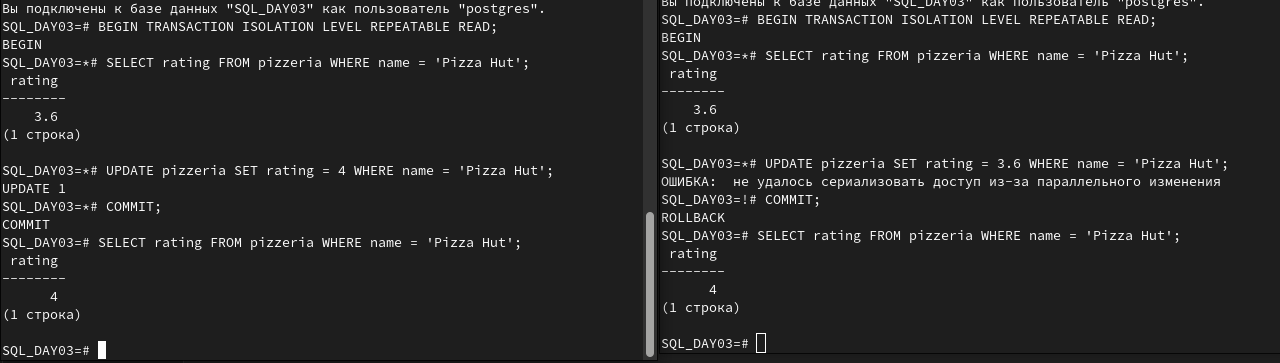 Вы подключены к базе данных "SQL_DAY03" как пользователь "postgres".
SQL_DAY03=# BEGIN TRANSACTION ISOLATION LEVEL REPEATABLE READ;
BEGIN
SQL_DAY03=*# SELECT rating FROM pizzeria WHERE name = 'Pizza Hut';
rating
--------
3.6
(1 строка)
SQL_DAY03=*# UPDATE pizzeria SET rating = 4 WHERE name = 'Pizza Hut';
UPDATE 1
SQL_DAY03=*# COMMIT;
COMMIT
SQL_DAY03=# SELECT rating FROM pizzeria WHERE name = 'Pizza Hut';
rating
--------
4
(1 строка)
SQL_DAY03=#
Вы подключены к базе данных "SQL_DAY03" как пользователь "postgres".
SQL_DAY03=# BEGIN TRANSACTION ISOLATION LEVEL REPEATABLE READ;
BEGIN
SQL_DAY03=*# SELECT rating FROM pizzeria WHERE name = 'Pizza Hut';
rating
--------
3.6
(1 строка)
SQL_DAY03=*# UPDATE pizzeria SET rating = 3.6 WHERE name = 'Pizza Hut';
ОШИБКА:  не удалось сериализовать доступ из-за параллельного изменения
SQL_DAY03=!# COMMIT;
ROLLBACK
SQL_DAY03=# SELECT rating FROM pizzeria WHERE name = 'Pizza Hut';
rating
--------
4
(1 строка)
SQL_DAY03=#